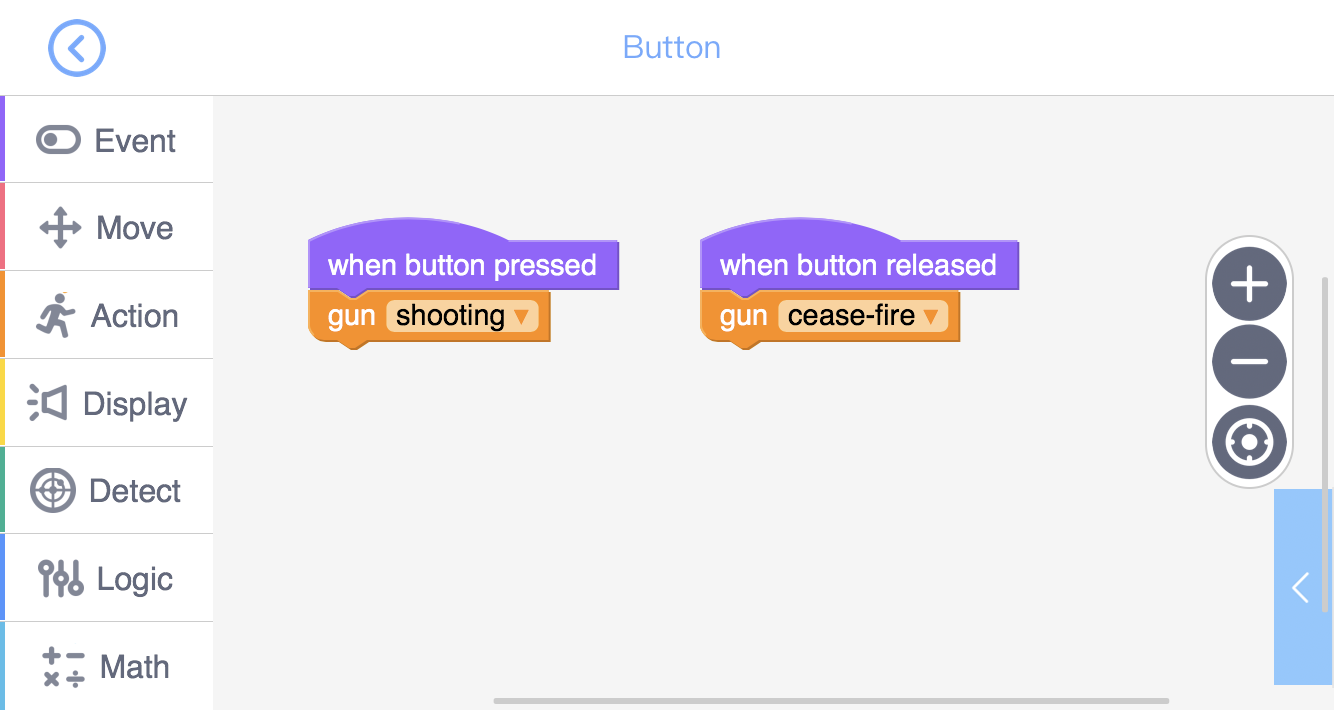 Button
Event
Move
Action
Display
Detect
Logic
Math
when button pressed
gun shooting
when button released
gun cease-fire